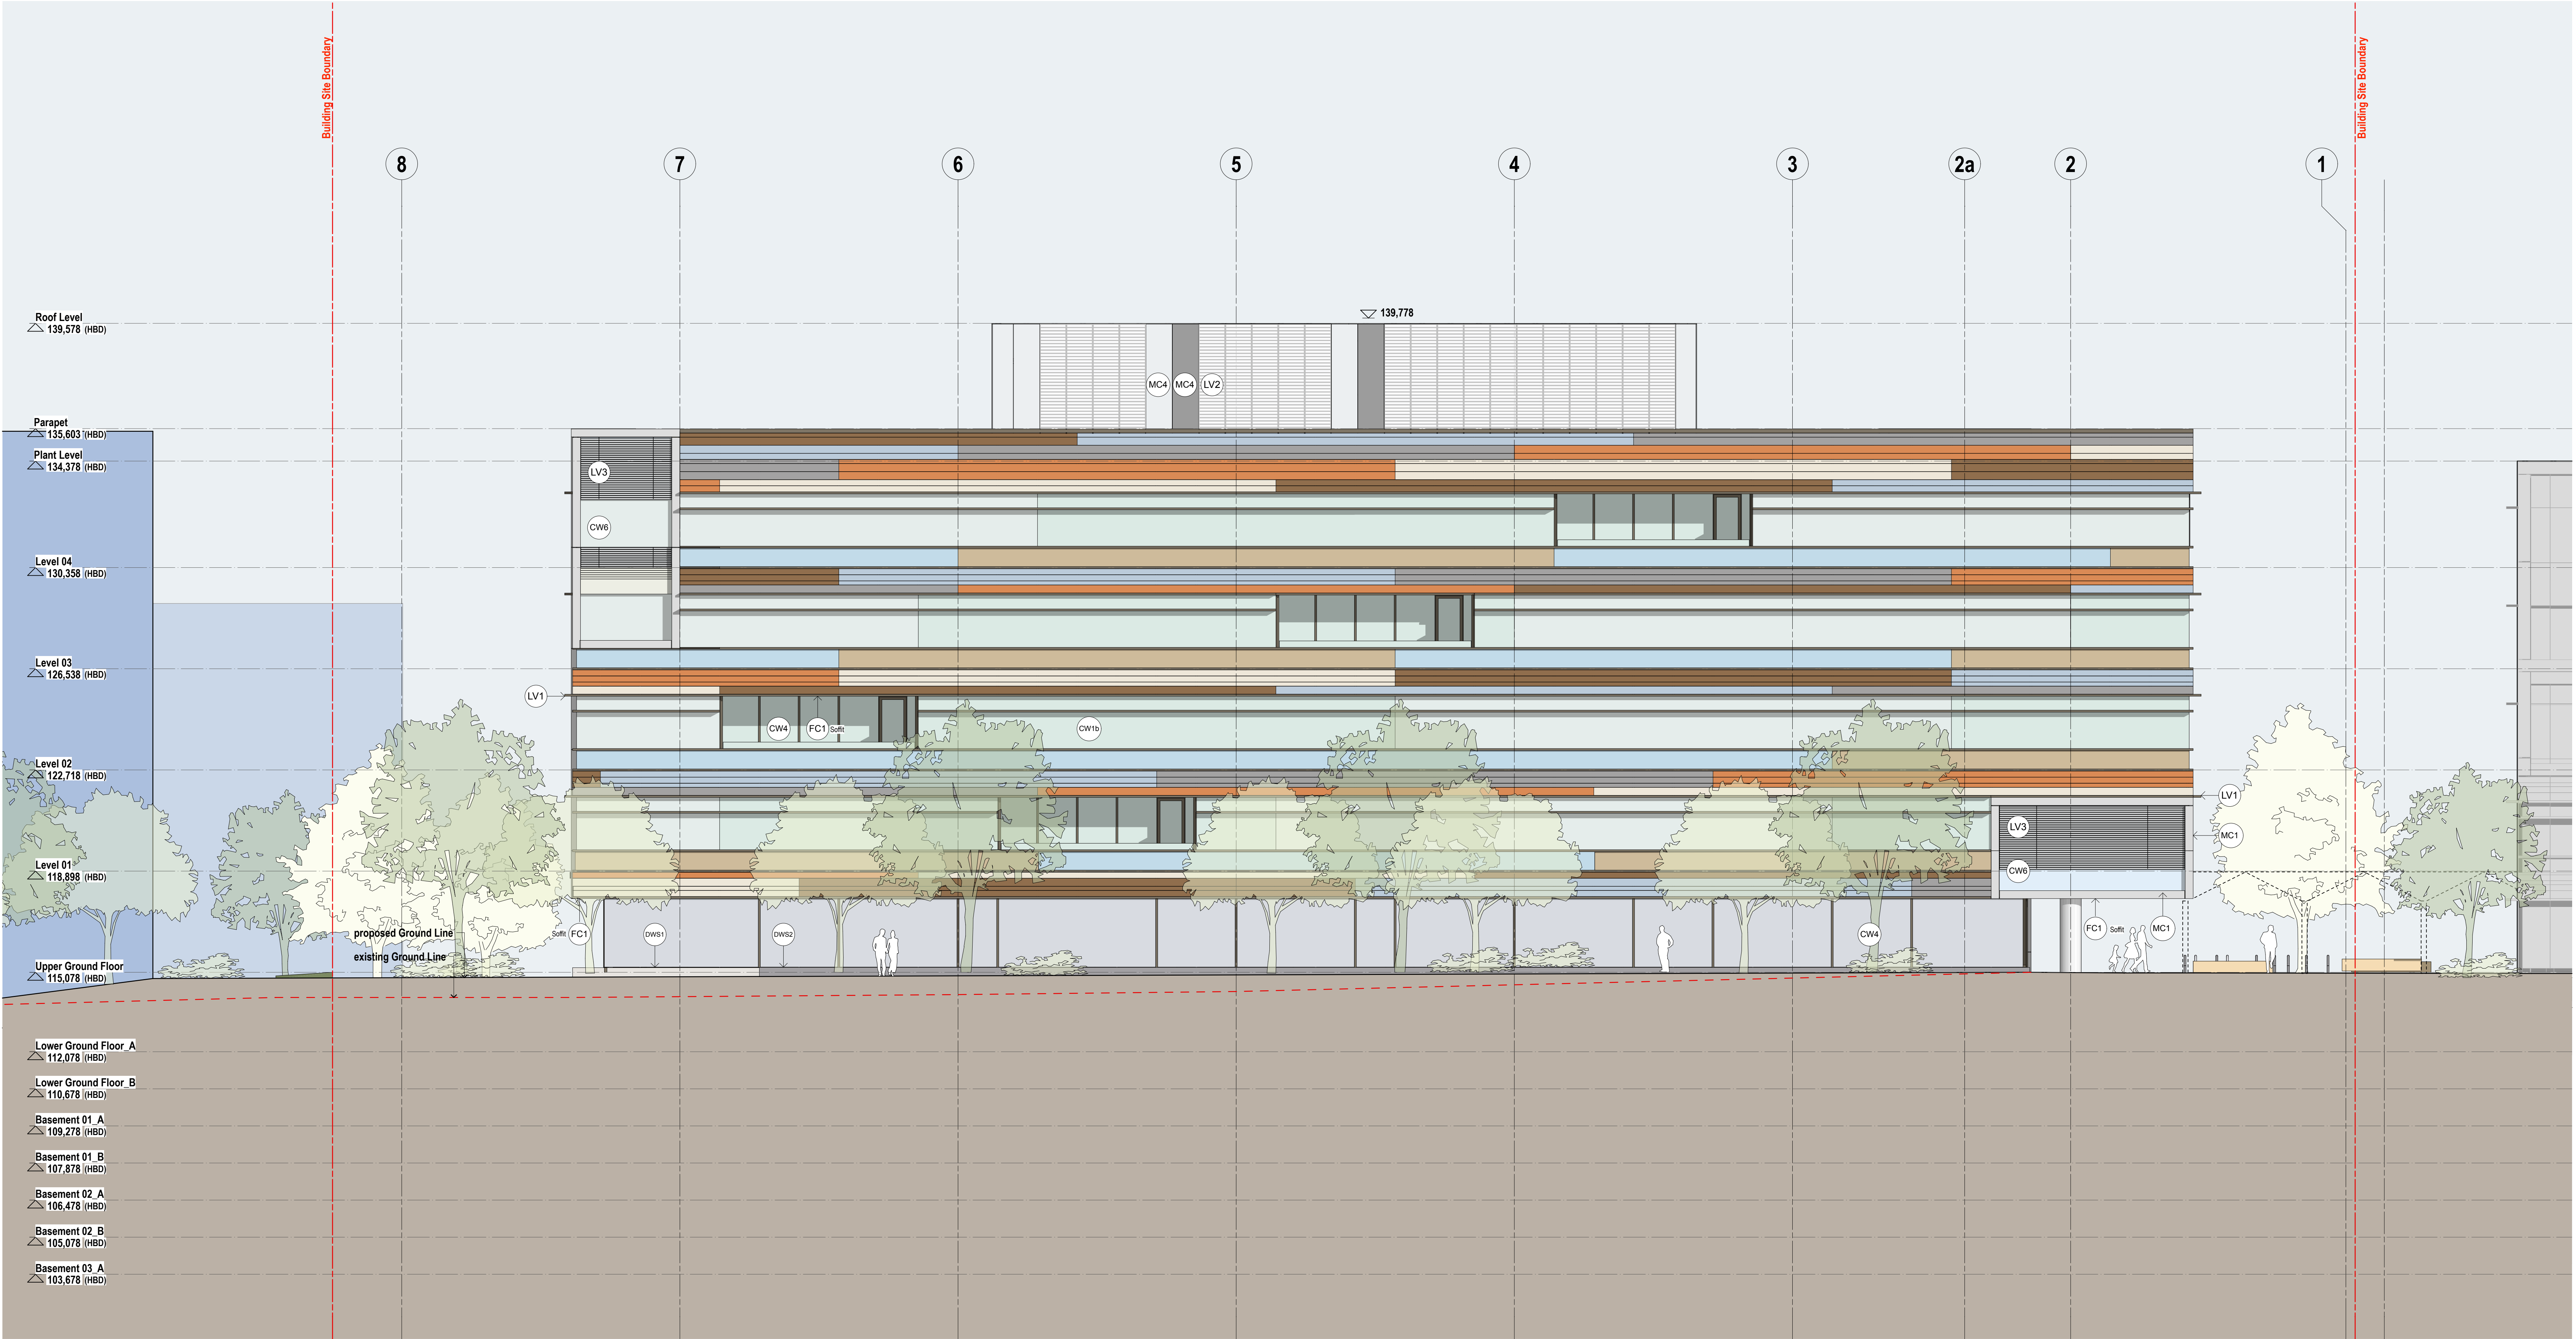 Building Site Boundary
Building Site Boundary
8
7
6
5
4
3
2a
2
1
Roof Level
139,578 (HBD)
139,778
MC4
MC4
LV2
Parapet
135,603 (HBD)
Plant Level
134,378 (HBD)
LV3
CW6
Level 04
130,358 (HBD)
Level 03
126,538 (HBD)
LV1
CW4
FC1 Soffit
CW1b
Level 02
122,718 (HBD)
LV1
LV3
MC1
Level 01
118,898 (HBD)
CW6
proposed Ground Line
Soffit FC1
DWS1
DWS2
CW4
FC1 Soffit
MC1
existing Ground Line
Upper Ground Floor
115,078 (HBD)
Lower Ground Floor_A
112,078 (HBD)
Lower Ground Floor_B
110,678 (HBD)
Basement 01_A
109,278 (HBD)
Basement 01_B
107,878 (HBD)
Basement 02_A
106,478 (HBD)
Basement 02_B
105,078 (HBD)
Basement 03_A
103,678 (HBD)